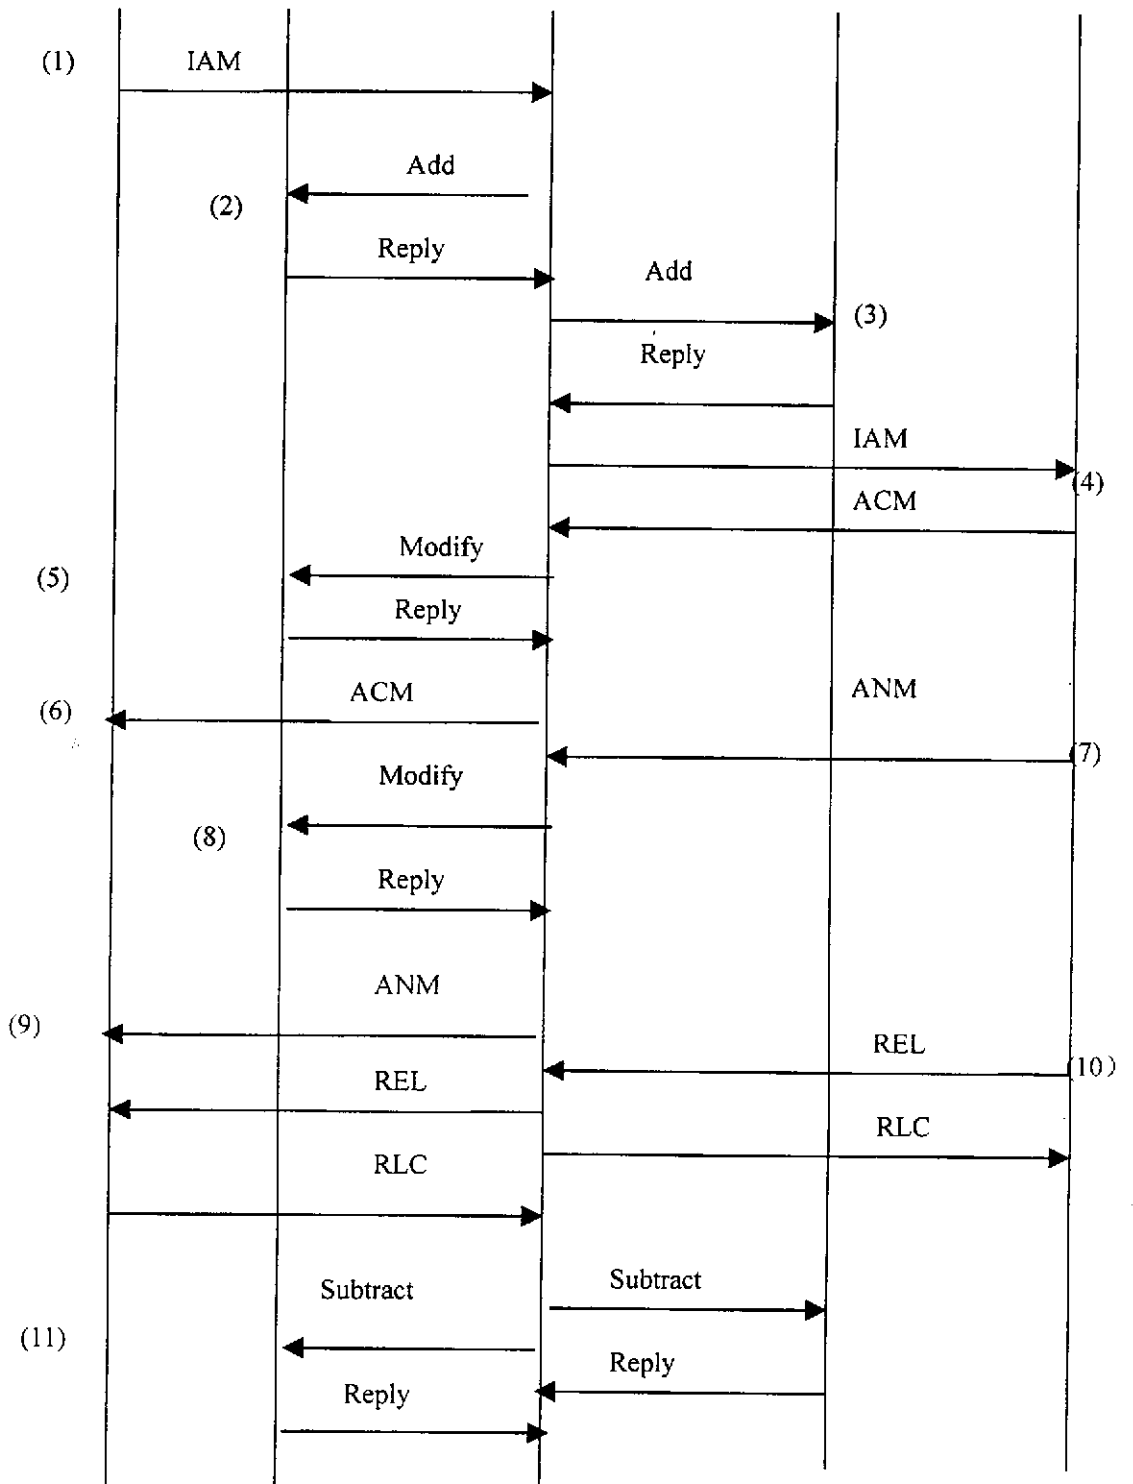 (1) IAM
Add
(2)
Reply
Add
(3)
Reply
IAM
(4)
ACM
Modify
(5)
Reply
ACM
ANM
(6)
(7)
Modify
(8)
Reply
ANM
(9)
REL
(10)
REL
RLC
RLC
Subtract
Subtract
(11)
Reply
Reply